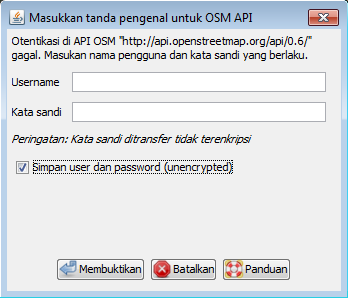 Masukkan tanda pengenal untuk OSM API
Otentikasi di API OSM "http://api.openstreetmap.org/api/0.6/"
gagal. Masukan nama pengguna dan kata sandi yang berlaku.
Username
Kata sandi
Peringatan: Kata sandi ditransfer tidak terenkripsi
Simpan user dan password (unencrypted)
Membuktikan Batalkan Panduan